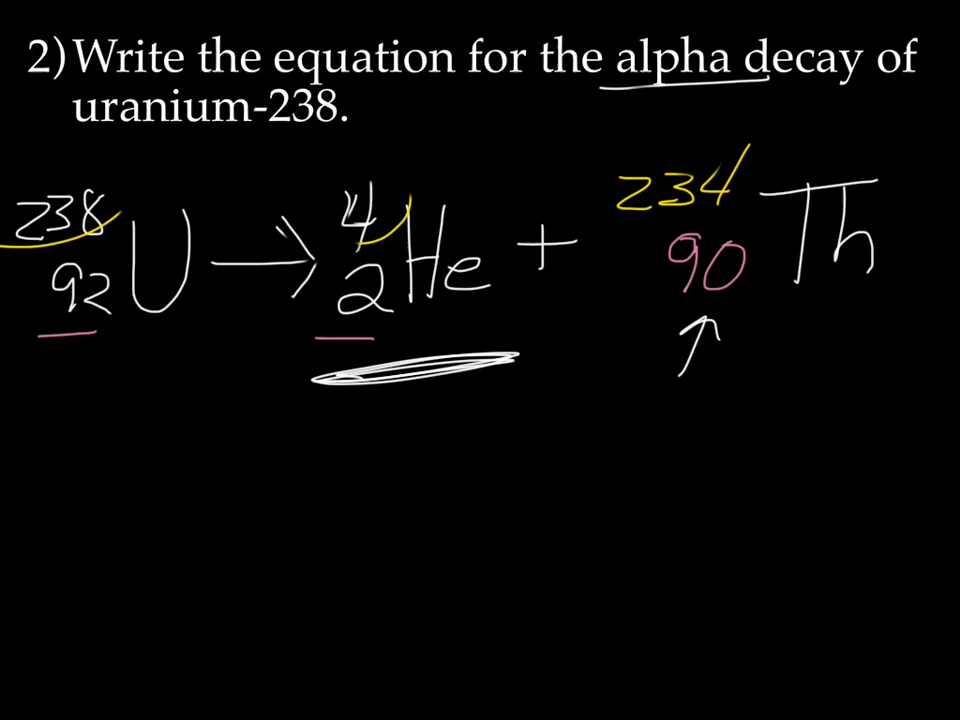 2) Write the equation for the alpha decay of
uranium-238.
238 92 U → 4 2 He + 234 90 Th